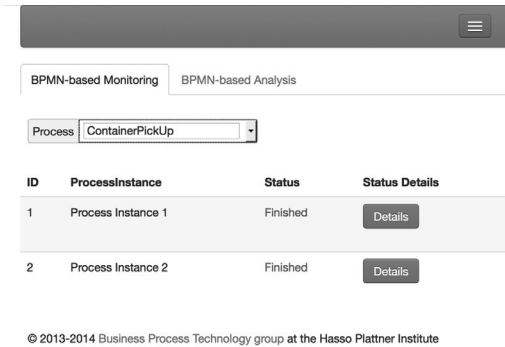 BPMN-based Monitoring BPMN-based Analysis
Process ContainerPickUp
ID ProcessInstance Status Status Details
1 Process Instance 1 Finished Details
2 Process Instance 2 Finished Details
© 2013-2014 Business Process Technology group at the Hasso Plattner Institute